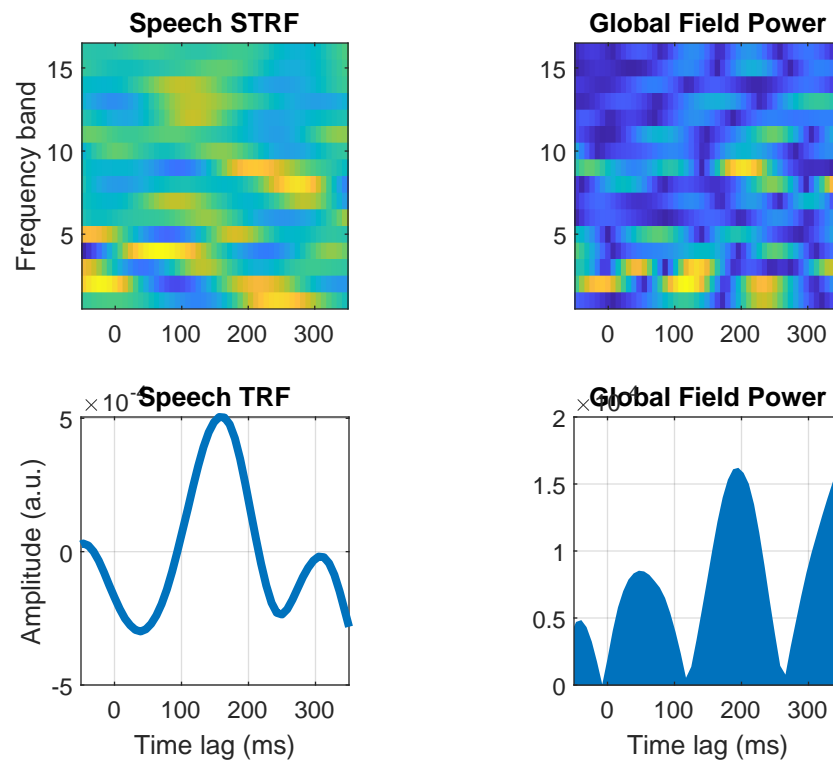 Speech STRF
Global Field Power
Frequency band
15
10
5
0 100 200 300
15
10
5
0 100 200 300
Speech TRF
×10⁻⁴
Amplitude (a.u.)
5
0
-5
0 100 200 300
Time lag (ms)
Global Field Power
2
1.5
1
0.5
0
0 100 200 300
Time lag (ms)